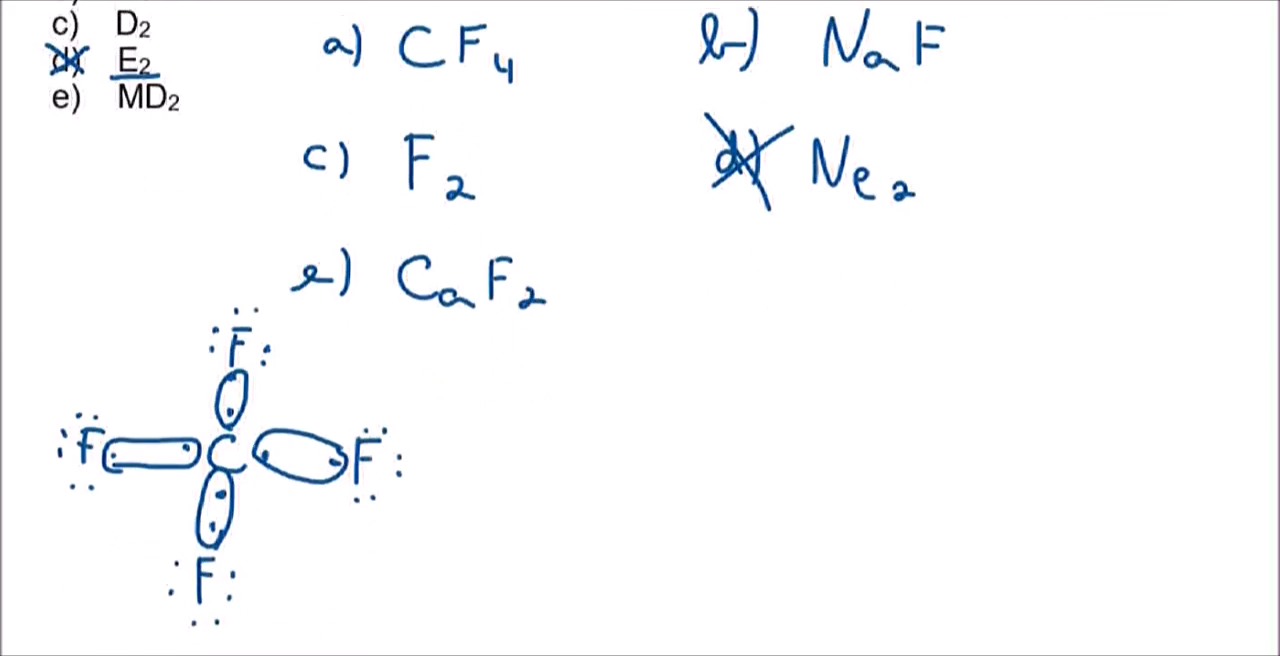 c) D₂
d) E₂
e) MD₂
a) CF₄ b) NaF
c) F₂ d) Ne₂
e) CaF₂
F
F C F
F